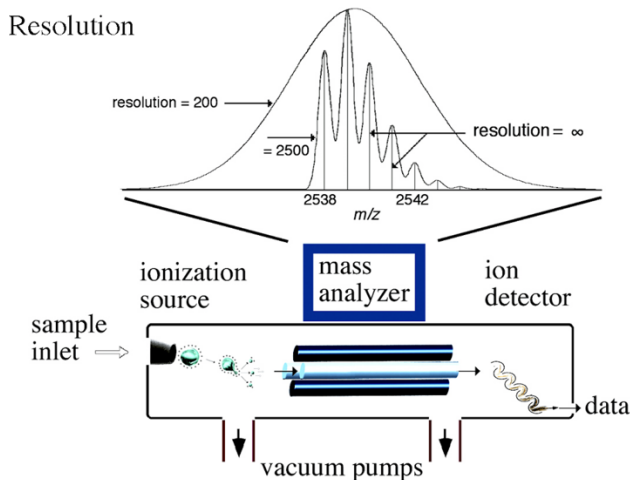 Resolution
resolution = 200
= 2500
resolution = ∞
2538
2542
m/z
ionization
source
mass
analyzer
ion
detector
sample
inlet
data
vacuum pumps